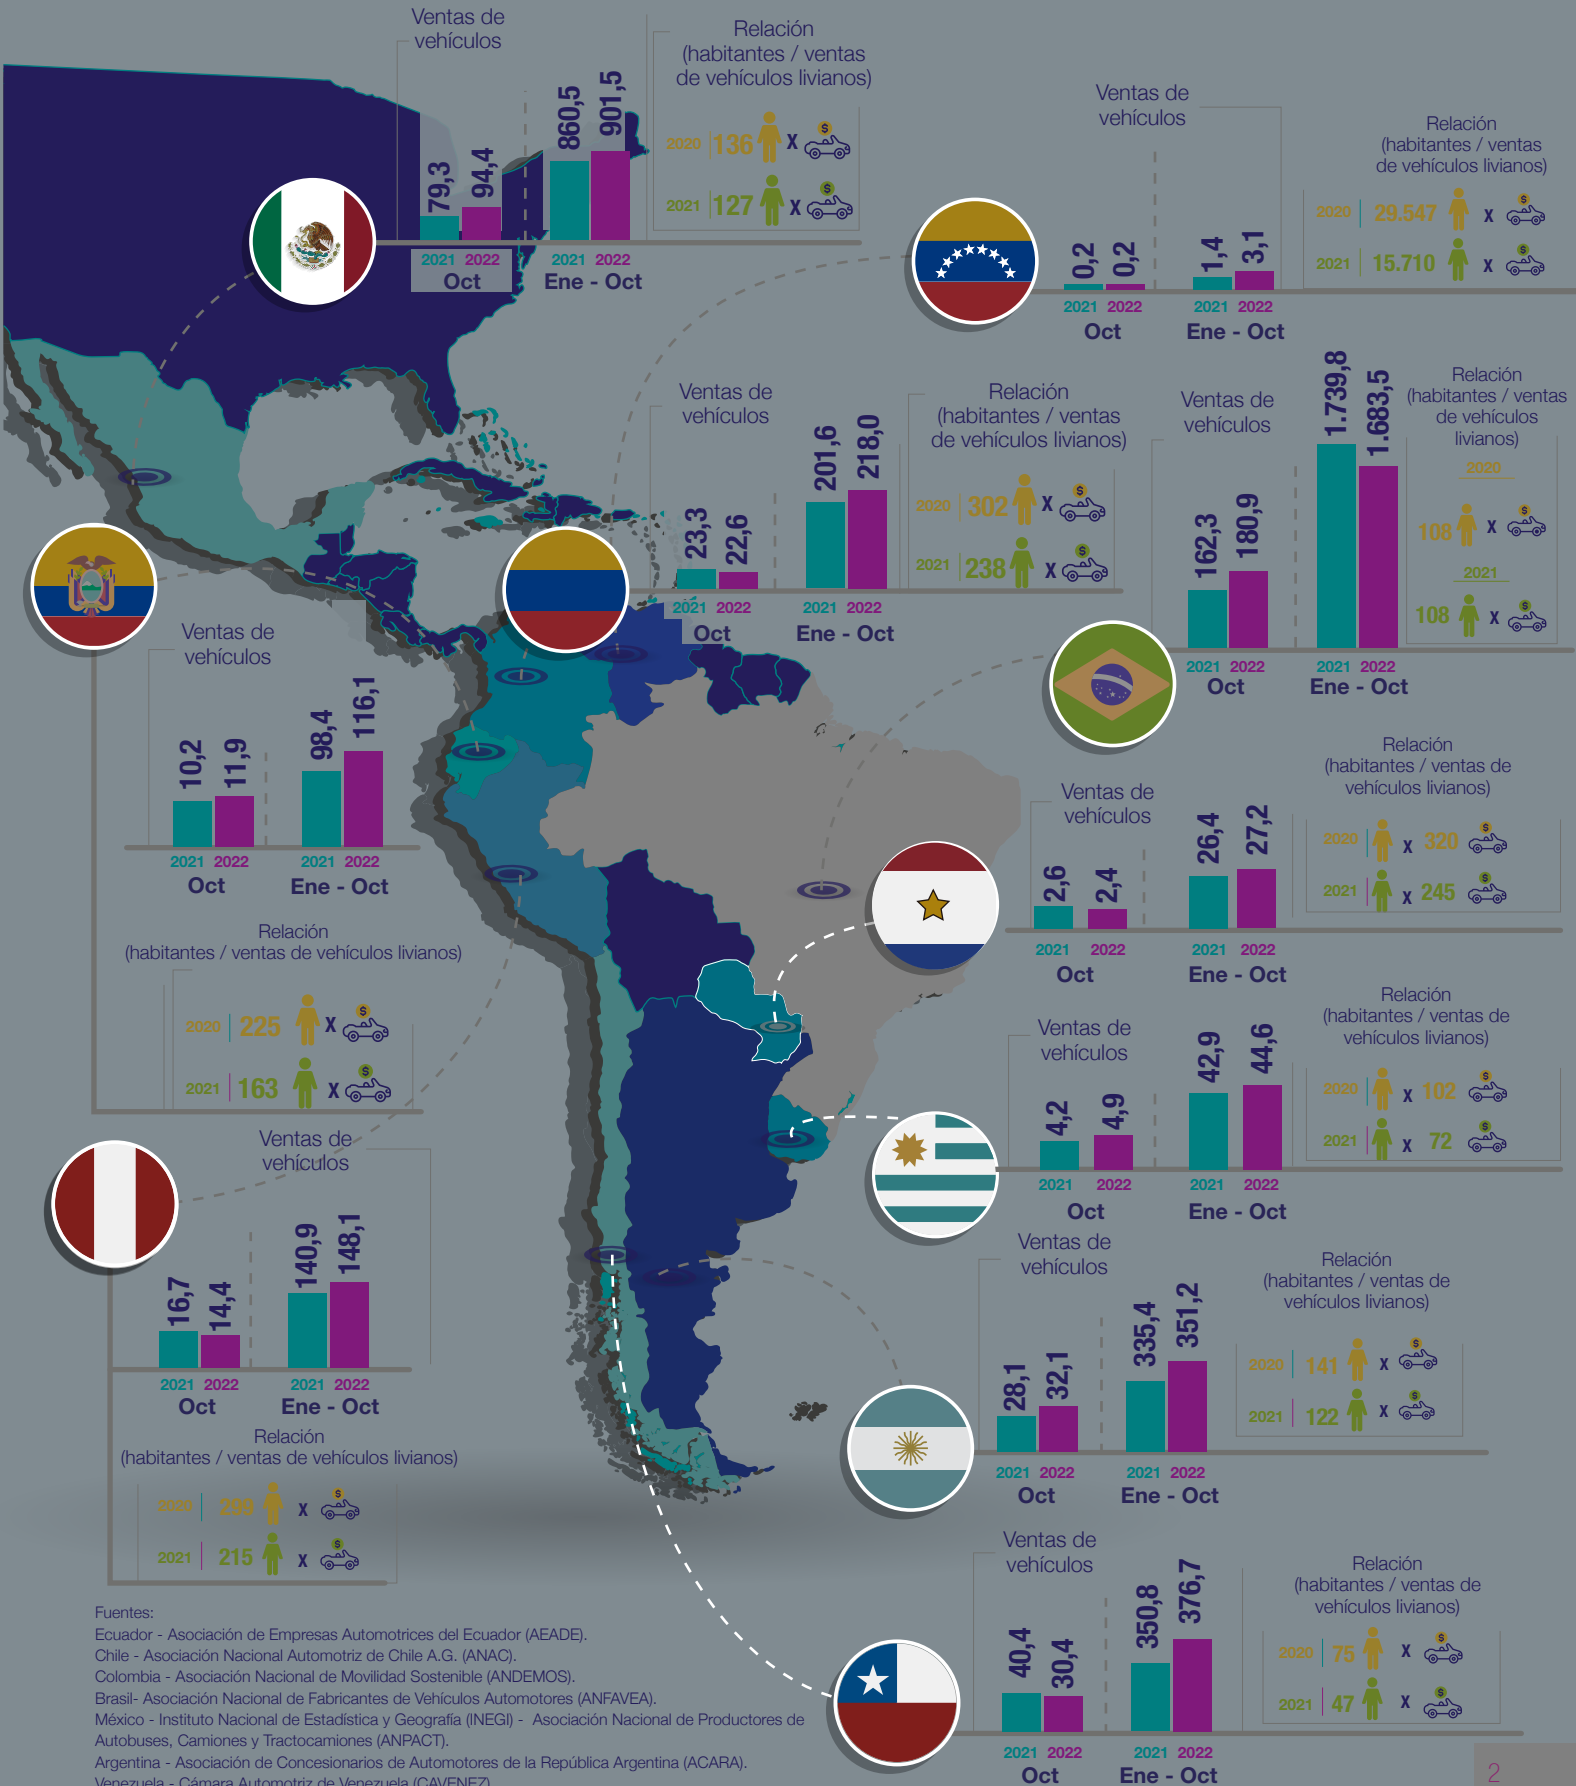 Ventas de
vehículos
79,3
94,4
860,5
901,5
2021 2022
Oct
2021 2022
Ene - Oct
Relación
(habitantes / ventas
de vehículos livianos)
2020 136 X $
2021 127 X $
Ventas de
vehículos
0,2
0,2
1,4
3,1
2021 2022
Oct
2021 2022
Ene - Oct
Relación
(habitantes / ventas
de vehículos livianos)
2020 29.547 X $
2021 15.710 X $
Ventas de
vehículos
23,3
22,6
201,6
218,0
2021 2022
Oct
2021 2022
Ene - Oct
Relación
(habitantes / ventas
de vehículos livianos)
2020 302 X $
2021 238 X $
Ventas de
vehículos
162,3
180,9
1.739,8
1.683,5
2021 2022
Oct
2021 2022
Ene - Oct
Relación
(habitantes / ventas
de vehículos
livianos)
2020
108 X $
2021
108 X $
Ventas de
vehículos
10,2
11,9
98,4
116,1
2021 2022
Oct
2021 2022
Ene - Oct
Relación
(habitantes / ventas de vehículos livianos)
2020 225 X $
2021 163 X $
Ventas de
vehículos
2,6
2,4
26,4
27,2
2021 2022
Oct
2021 2022
Ene - Oct
Relación
(habitantes / ventas de
vehículos livianos)
2020 X 320 $
2021 X 245 $
Ventas de
vehículos
4,2
4,9
42,9
44,6
2021 2022
Oct
2021 2022
Ene - Oct
Relación
(habitantes / ventas de
vehículos livianos)
2020 X 102 $
2021 X 72 $
Ventas de
vehículos
16,7
14,4
140,9
148,1
2021 2022
Oct
2021 2022
Ene - Oct
Relación
(habitantes / ventas de vehículos livianos)
2020 299 X $
2021 215 X $
Ventas de
vehículos
28,1
32,1
335,4
351,2
2021 2022
Oct
2021 2022
Ene - Oct
Relación
(habitantes / ventas de
vehículos livianos)
2020 141 X $
2021 122 X $
Ventas de
vehículos
40,4
30,4
350,8
376,7
2021 2022
Oct
2021 2022
Ene - Oct
Relación
(habitantes / ventas de
vehículos livianos)
2020 75 X $
2021 47 X $
Fuentes:
Ecuador - Asociación de Empresas Automotrices del Ecuador (AEADE).
Chile - Asociación Nacional Automotriz de Chile A.G. (ANAC).
Colombia - Asociación Nacional de Movilidad Sostenible (ANDEMOS).
Brasil- Asociación Nacional de Fabricantes de Vehículos Automotores (ANFAVEA).
México - Instituto Nacional de Estadística y Geografía (INEGI) - Asociación Nacional de Productores de
Autobuses, Camiones y Tractocamiones (ANPACT).
Argentina - Asociación de Concesionarios de Automotores de la República Argentina (ACARA).
Venezuela - Cámara Automotriz de Venezuela (CAVENEZ)
2